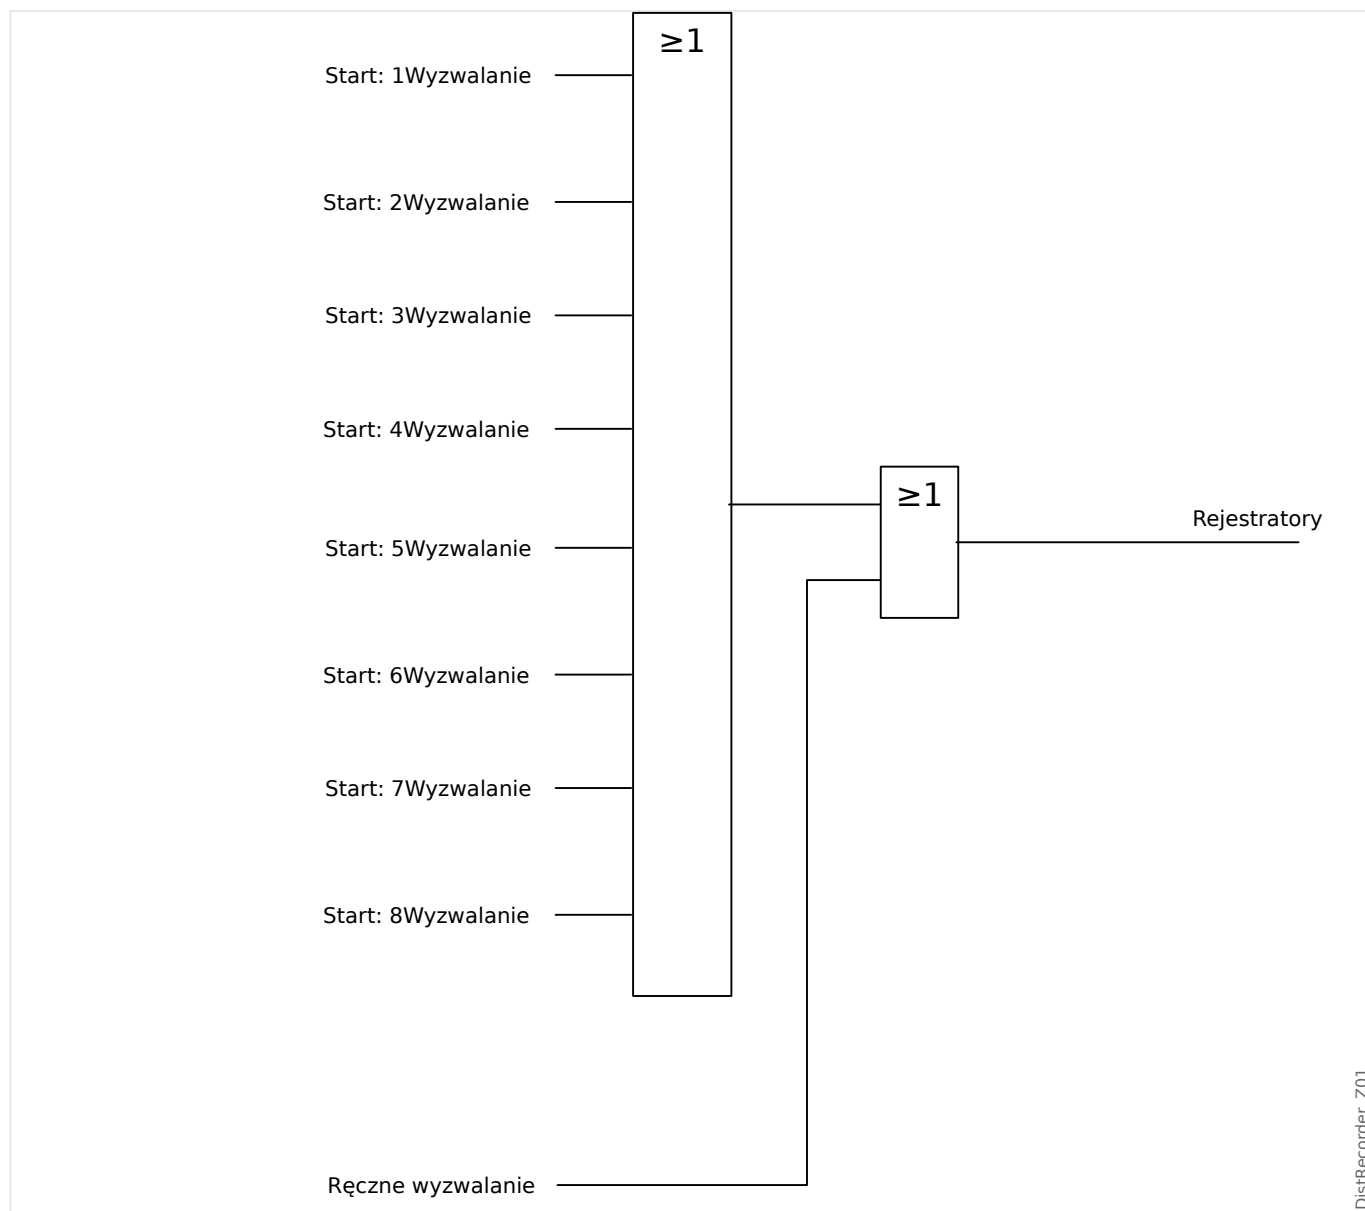 ≥1
Start: 1Wyzwalanie
Start: 2Wyzwalanie
Start: 3Wyzwalanie
Start: 4Wyzwalanie
≥1
Rejestratory
Start: 5Wyzwalanie
Start: 6Wyzwalanie
Start: 7Wyzwalanie
Start: 8Wyzwalanie
Ręczne wyzwalanie
DistRecorder_Z01